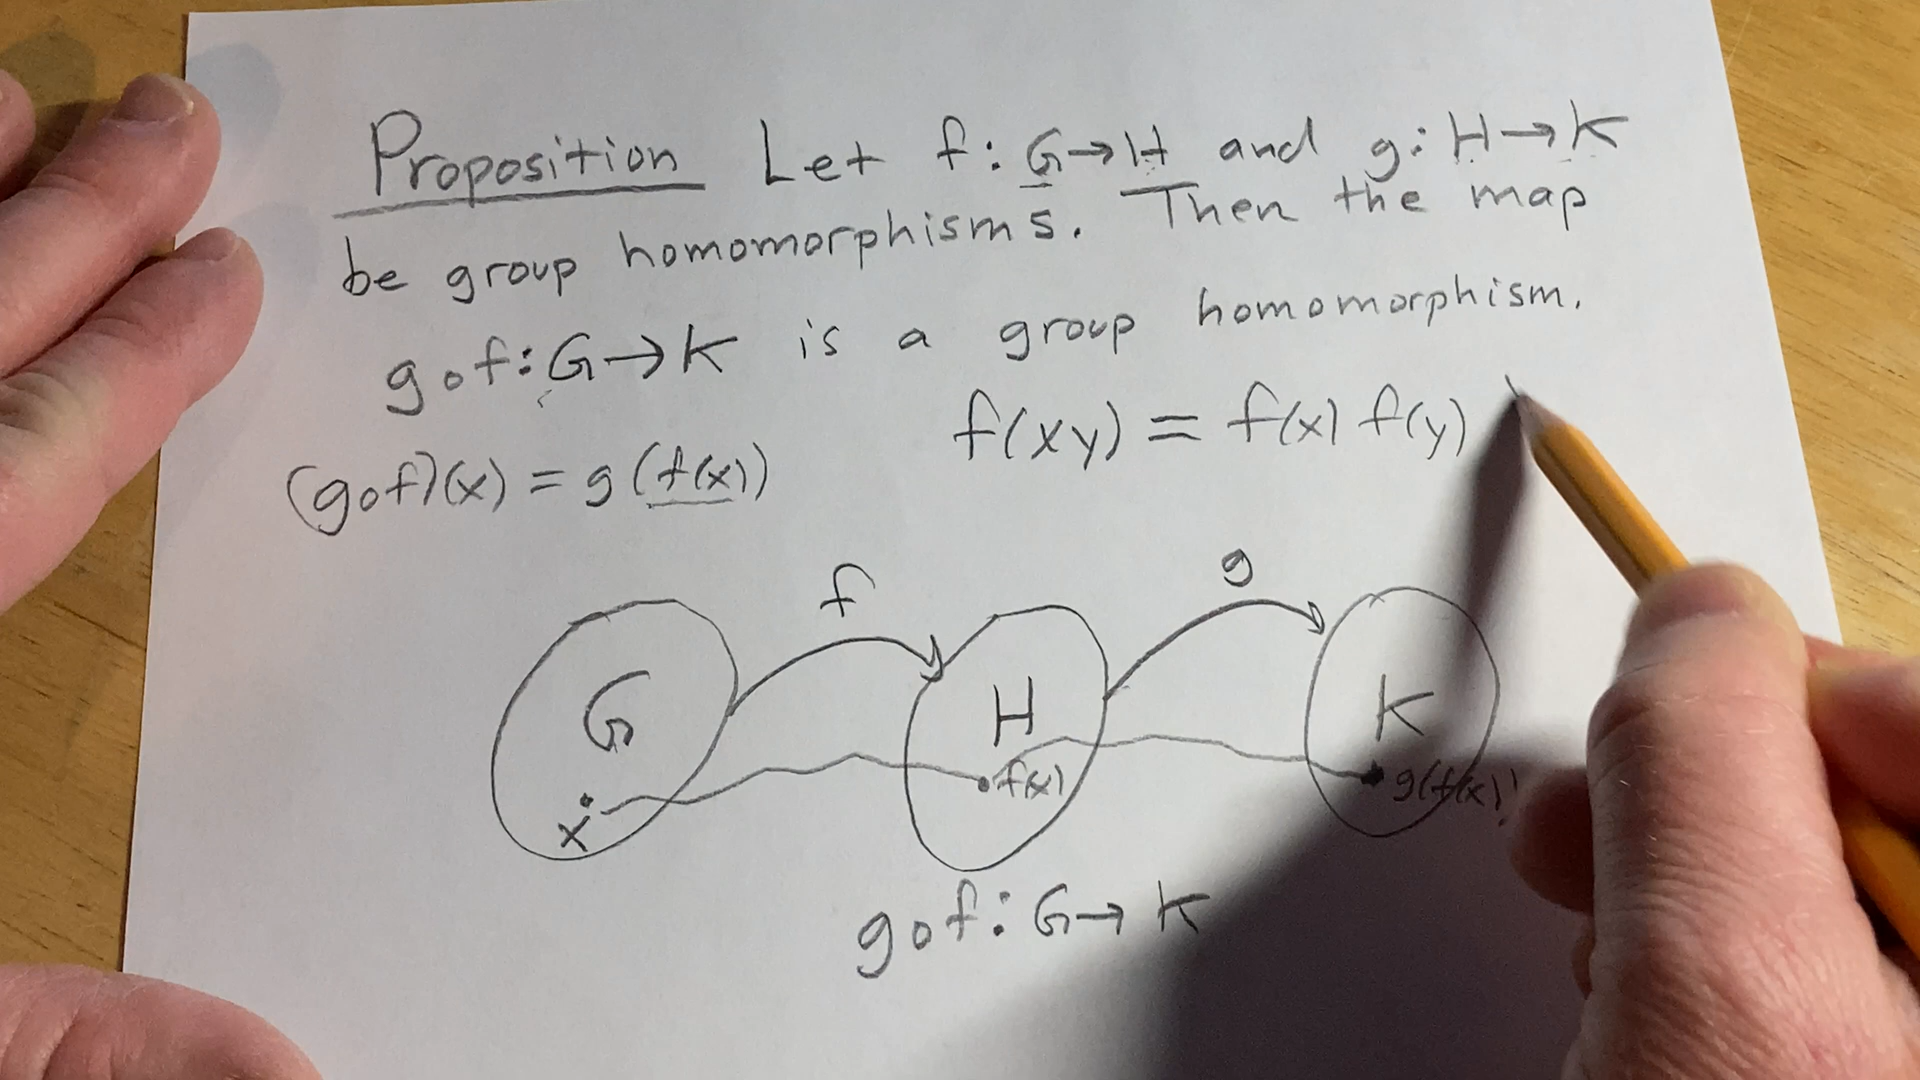 Proposition Let f: G→H and g: H→K
be group homomorphisms. Then the map
g∘f: G→K is a group homomorphism.
f(xy) = f(x) f(y)
(g∘f)(x) = g(f(x))
f
g
G
H
K
x
f(x)
g(f(x))
g∘f: G→K